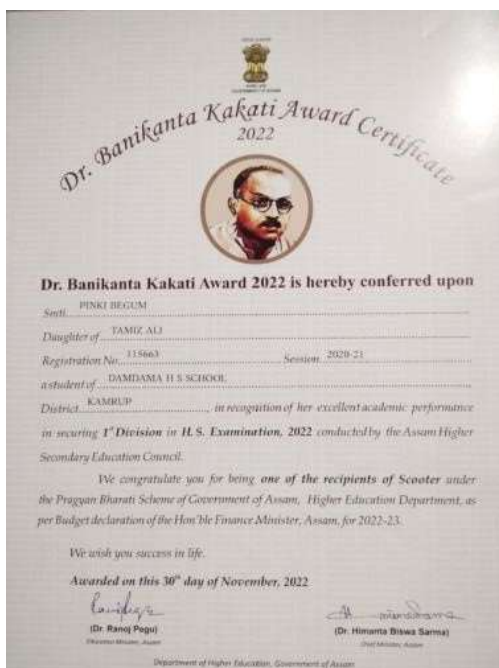 Dr. Banikanta Kakati Award Certificate
2022
Dr. Banikanta Kakati Award 2022 is hereby conferred upon
Smti. PINKI BEGUM
Daughter of TAMIZ ALI
Registration No. 115663 Session 2020-21
a student of DAMDAMA H S SCHOOL
District KAMRUP in recognition of her excellent academic performance
in securing 1st Division in H.S. Examination, 2022 conducted by the Assam Higher
Secondary Education Council.
We congratulate you for being one of the recipients of Scooter under
the Pragyan Bharati Scheme of Government of Assam, Higher Education Department, as
per Budget declaration of the Hon'ble Finance Minister, Assam, for 2022-23.
We wish you success in life.
Awarded on this 30th day of November, 2022
(Dr. Ranoj Pegu) (Dr. Himanta Biswa Sarma)
Education Minister, Assam Chief Minister, Assam
Department of Higher Education, Government of Assam